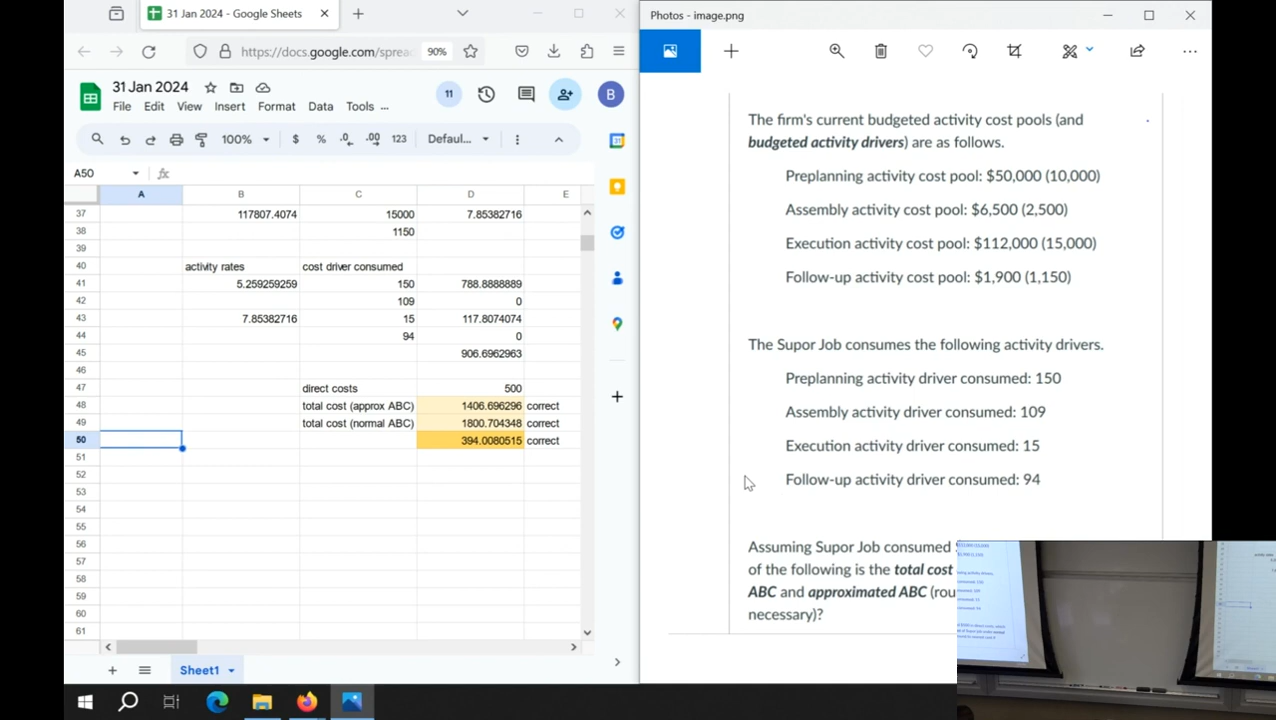 31 Jan 2024 - Google Sheets
https://docs.google.com/sprea
90%
31 Jan 2024
File Edit View Insert Format Data Tools ...
11
B
100% $ % .0 .00 123 Defaul...
A50 fx
A B C D E
37 117807.4074 15000 7.85382716
38 1150
39
40 activity rates cost driver consumed
41 5.259259259 150 788.8888889
42 109 0
43 7.85382716 15 117.8074074
44 94 0
45 906.6962963
46
47 direct costs 500
48 total cost (approx ABC) 1406.696296 correct
49 total cost (normal ABC) 1800.704348 correct
50 394.0080515 correct
51
52
53
54
55
56
57
58
59
60
61
Sheet1
Photos - image.png
The firm's current budgeted activity cost pools (and
budgeted activity drivers) are as follows.
Preplanning activity cost pool: $50,000 (10,000)
Assembly activity cost pool: $6,500 (2,500)
Execution activity cost pool: $112,000 (15,000)
Follow-up activity cost pool: $1,900 (1,150)
The Supor Job consumes the following activity drivers.
Preplanning activity driver consumed: 150
Assembly activity driver consumed: 109
Execution activity driver consumed: 15
Follow-up activity driver consumed: 94
Assuming Supor Job consumed
of the following is the total cost
ABC and approximated ABC (rou
necessary)?